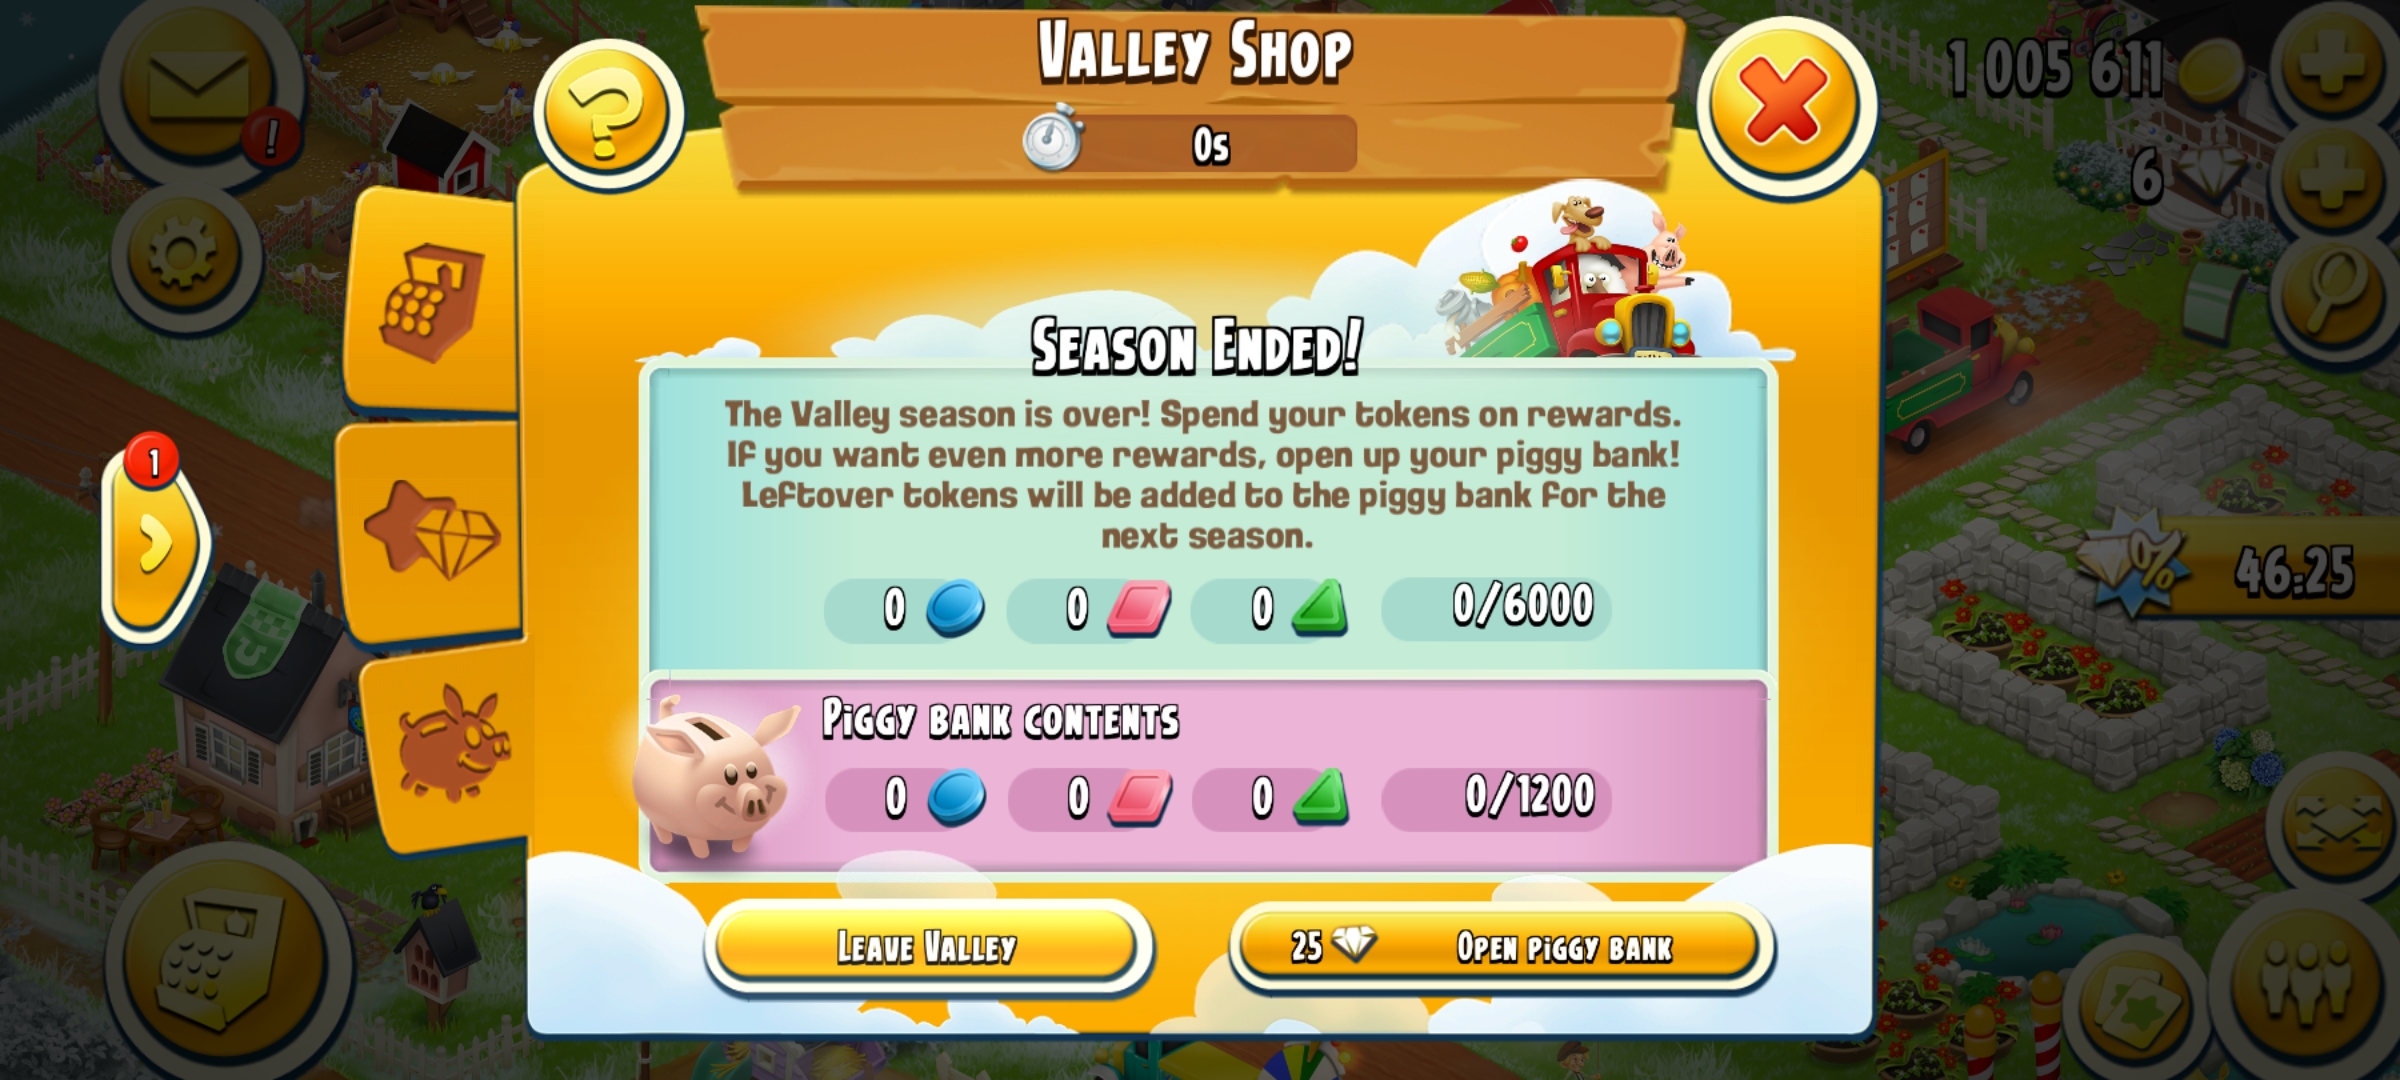 VALLEY SHOP
0s
1 005 611
6
!
SEASON ENDED!
The Valley season is over! Spend your tokens on rewards.
If you want even more rewards, open up your piggy bank!
Leftover tokens will be added to the piggy bank for the
next season.
1
46:25
%
0 0 0 0/6000
PIGGY BANK CONTENTS
0 0 0 0/1200
LEAVE VALLEY
25 OPEN PIGGY BANK